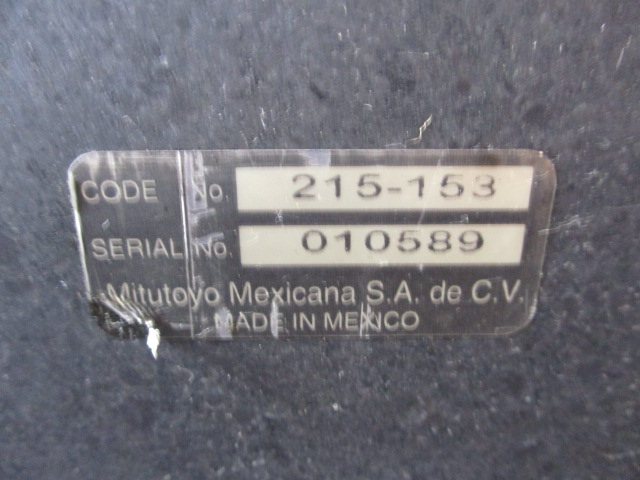 CODE No. 215-153
SERIAL No. 010589
Mitutoyo Mexicana S.A. de C.V.
MADE IN MEXICO